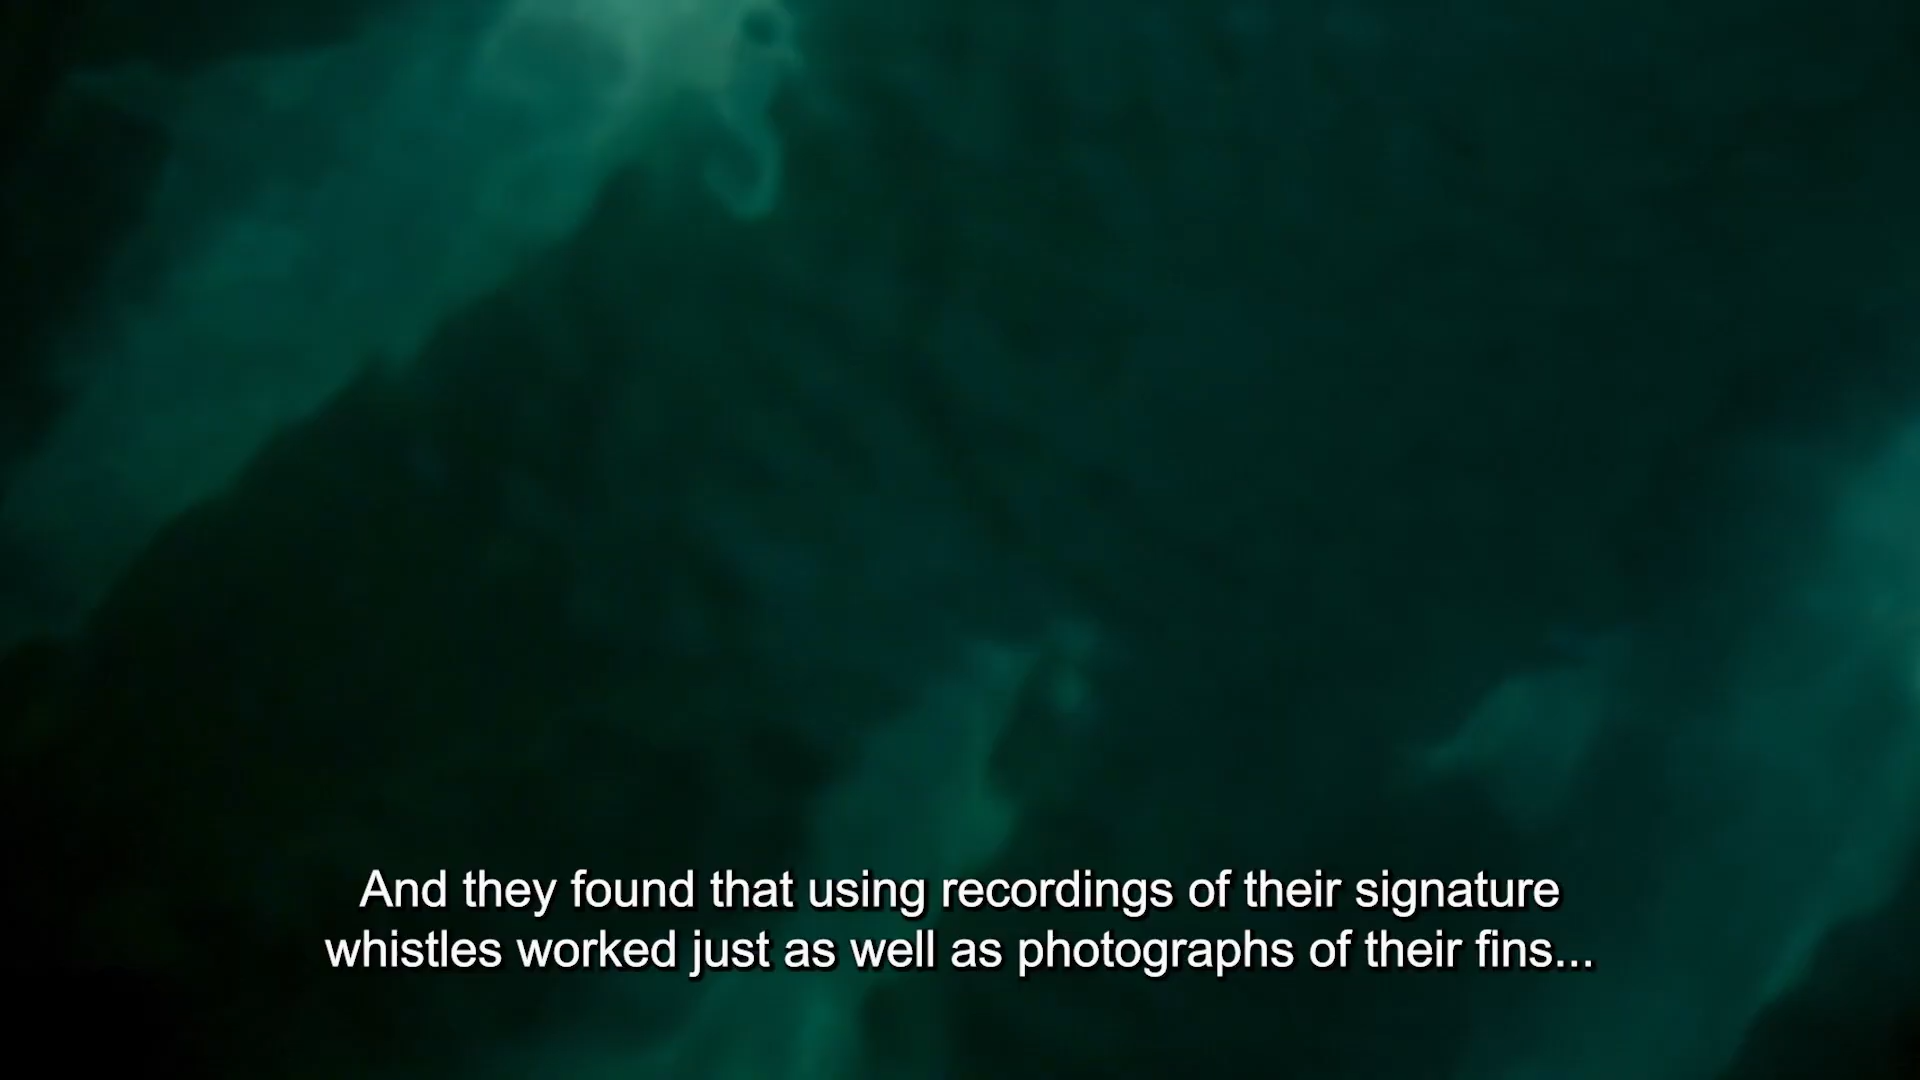 And they found that using recordings of their signature
whistles worked just as well as photographs of their fins...